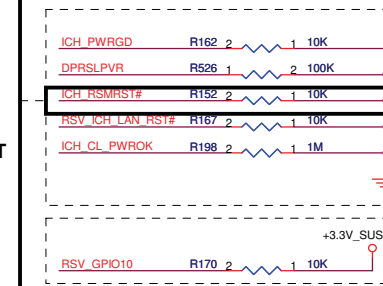 ICH_PWRGD R162 2 1 10K
DPRSLPVR R526 1 2 100K
ICH_RSMRST# R152 2 1 10K
RSV_ICH_LAN_RST# R167 2 1 10K
T ICH_CL_PWROK R198 2 1 1M
+3.3V_SUS
RSV_GPIO10 R170 2 1 10K